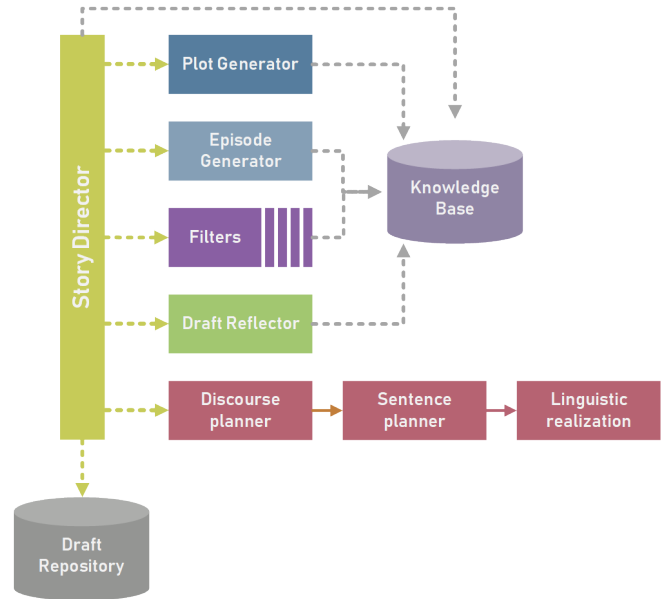 Plot Generator
Story Director
Episode
Generator
Knowledge
Base
Filters
Draft Reflector
Discourse
planner
Sentence
planner
Linguistic
realization
Draft
Repository